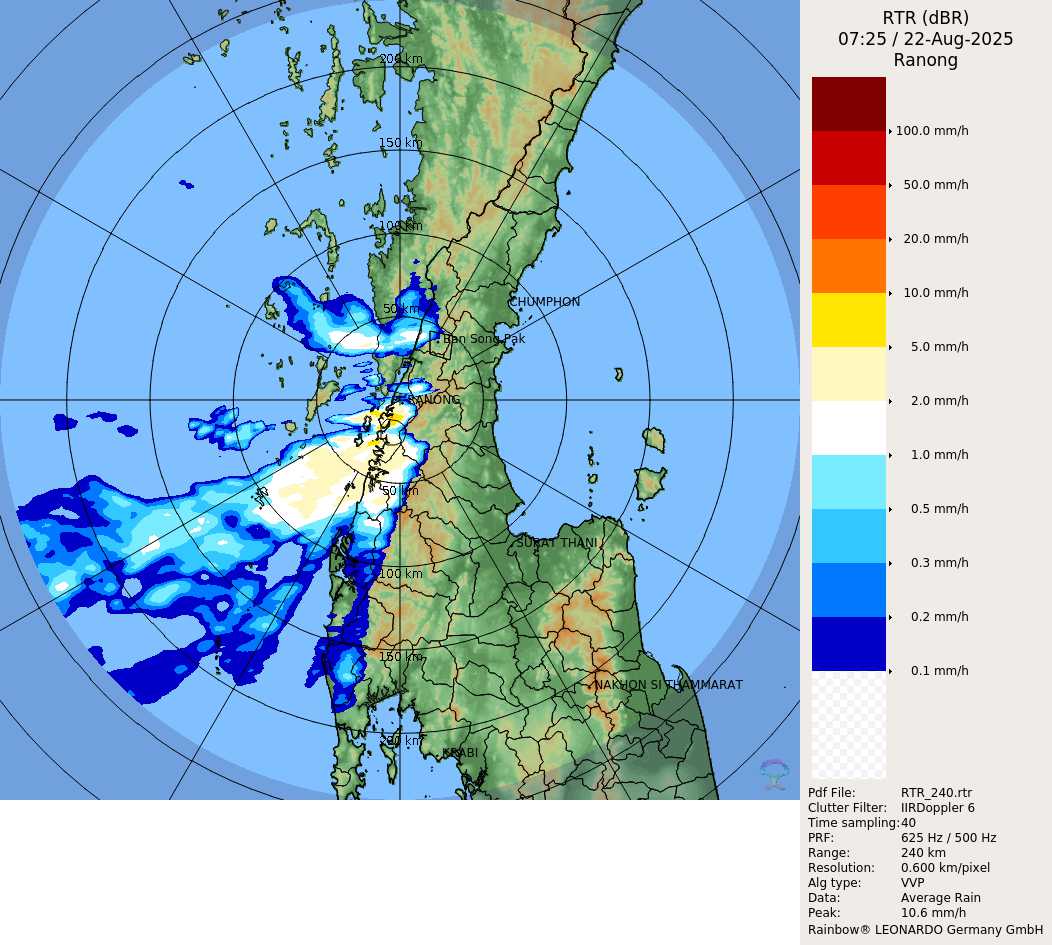 RTR (dBR)
07:25 / 22-Aug-2025
Ranong
200 km
150 km
100 km
50 km
CHUMPHON
Ban Song Pak
RANONG
50 km
SURAT THANI
100 km
150 km
NAKHON SI THAMMARAT
200 km
KRABI
100.0 mm/h
50.0 mm/h
20.0 mm/h
10.0 mm/h
5.0 mm/h
2.0 mm/h
1.0 mm/h
0.5 mm/h
0.3 mm/h
0.2 mm/h
0.1 mm/h
Pdf File: RTR_240.rtr
Clutter Filter: IIRDoppler 6
Time sampling:40
PRF: 625 Hz / 500 Hz
Range: 240 km
Resolution: 0.600 km/pixel
Alg type: VVP
Data: Average Rain
Peak: 10.6 mm/h
Rainbow® LEONARDO Germany GmbH